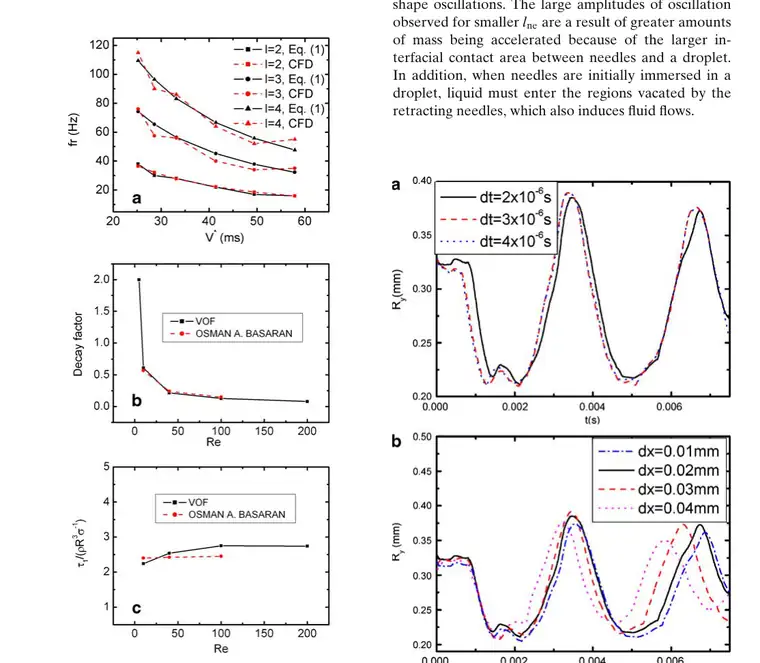 shape oscillations. The large amplitudes of oscillation
observed for smaller lne are a result of greater amounts
of mass being accelerated because of the larger in-
terfacial contact area between needles and a droplet.
In addition, when needles are initially immersed in a
droplet, liquid must enter the regions vacated by the
retracting needles, which also induces fluid flows.
120
100
80
60
40
20
fr (Hz)
l=2, Eq. (1)
l=2, CFD
l=3, Eq. (1)
l=3, CFD
l=4, Eq. (1)
l=4, CFD
a
20 30 40 50 60
V* (ms)
2.0
1.5
1.0
0.5
0.0
Decay factor
VOF
OSMAN A. BASARAN
b
0 50 100 150 200
Re
5
4
3
2
1
τf/(ρR³σ⁻¹)
VOF
OSMAN A. BASARAN
c
0 50 100 150 200
Re
a
0.40
0.35
0.30
0.25
0.20
Ry(mm)
dt=2x10⁻⁶s
dt=3x10⁻⁶s
dt=4x10⁻⁶s
0.000 0.002 0.004 0.006
t(s)
b
0.50
0.45
0.40
0.35
0.30
0.25
0.20
Ry (mm)
dx=0.01mm
dx=0.02mm
dx=0.03mm
dx=0.04mm
0.000 0.002 0.004 0.006